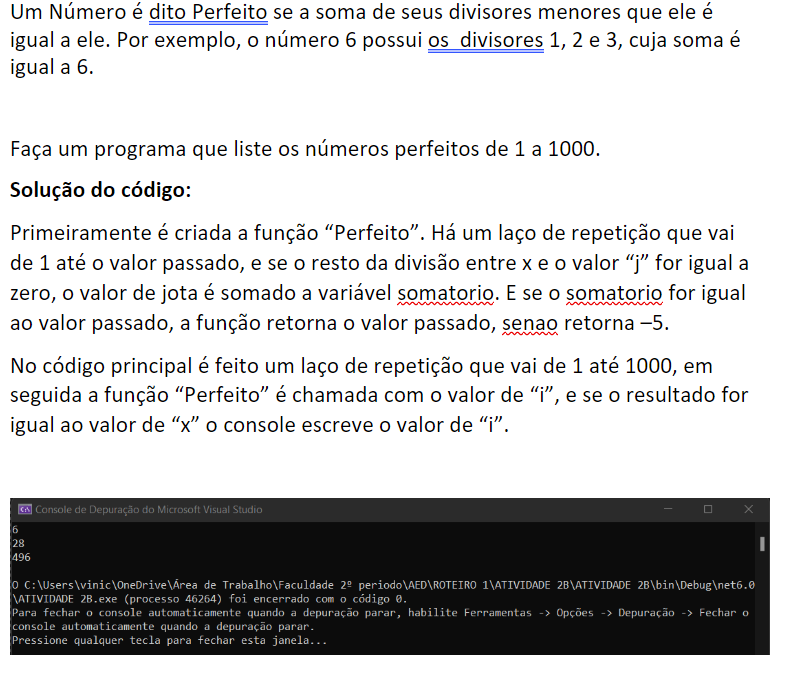 Um Número é dito Perfeito se a soma de seus divisores menores que ele é
igual a ele. Por exemplo, o número 6 possui os  divisores 1, 2 e 3, cuja soma é
igual a 6.
Faça um programa que liste os números perfeitos de 1 a 1000.
Solução do código:
Primeiramente é criada a função “Perfeito”. Há um laço de repetição que vai
de 1 até o valor passado, e se o resto da divisão entre x e o valor “j” for igual a
zero, o valor de jota é somado a variável somatorio. E se o somatorio for igual
ao valor passado, a função retorna o valor passado, senao retorna –5.
No código principal é feito um laço de repetição que vai de 1 até 1000, em
seguida a função “Perfeito” é chamada com o valor de “i”, e se o resultado for
igual ao valor de “x” o console escreve o valor de “i”.
Console de Depuração do Microsoft Visual Studio
6
28
496
O C:\Users\vinic\OneDrive\Área de Trabalho\Faculdade 2º periodo\AED\ROTEIRO 1\ATIVIDADE 2B\ATIVIDADE 2B\bin\Debug\net6.0
\ATIVIDADE 2B.exe (processo 46264) foi encerrado com o código 0.
Para fechar o console automaticamente quando a depuração parar, habilite Ferramentas -> Opções -> Depuração -> Fechar o
console automaticamente quando a depuração parar.
Pressione qualquer tecla para fechar esta janela...